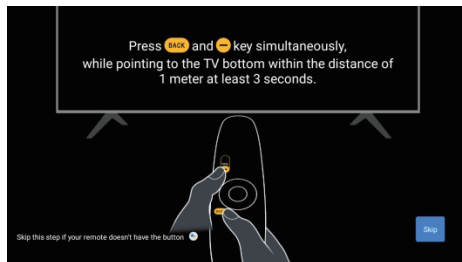 Press BACK and – key simultaneously,
while pointing to the TV bottom within the distance of
1 meter at least 3 seconds.
Skip this step if your remote doesn't have the button
Skip